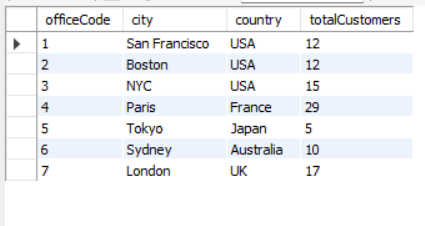 officeCode city country totalCustomers
1 San Francisco USA 12
2 Boston USA 12
3 NYC USA 15
4 Paris France 29
5 Tokyo Japan 5
6 Sydney Australia 10
7 London UK 17